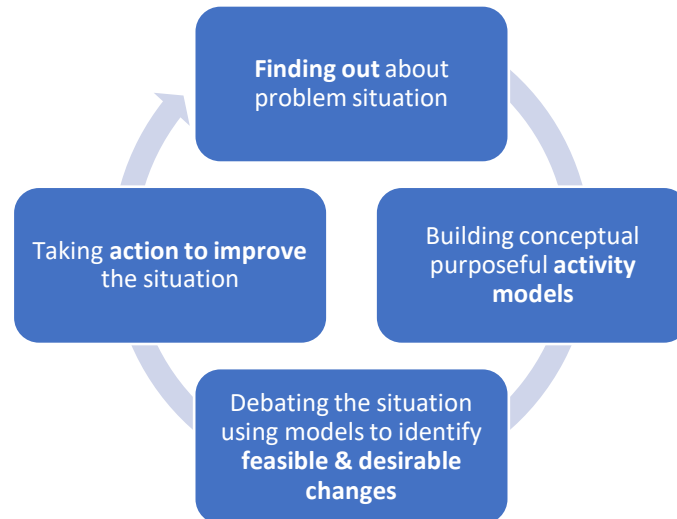 Finding out about
problem situation
Building conceptual
purposeful activity
models
Debating the situation
using models to identify
feasible & desirable
changes
Taking action to improve
the situation